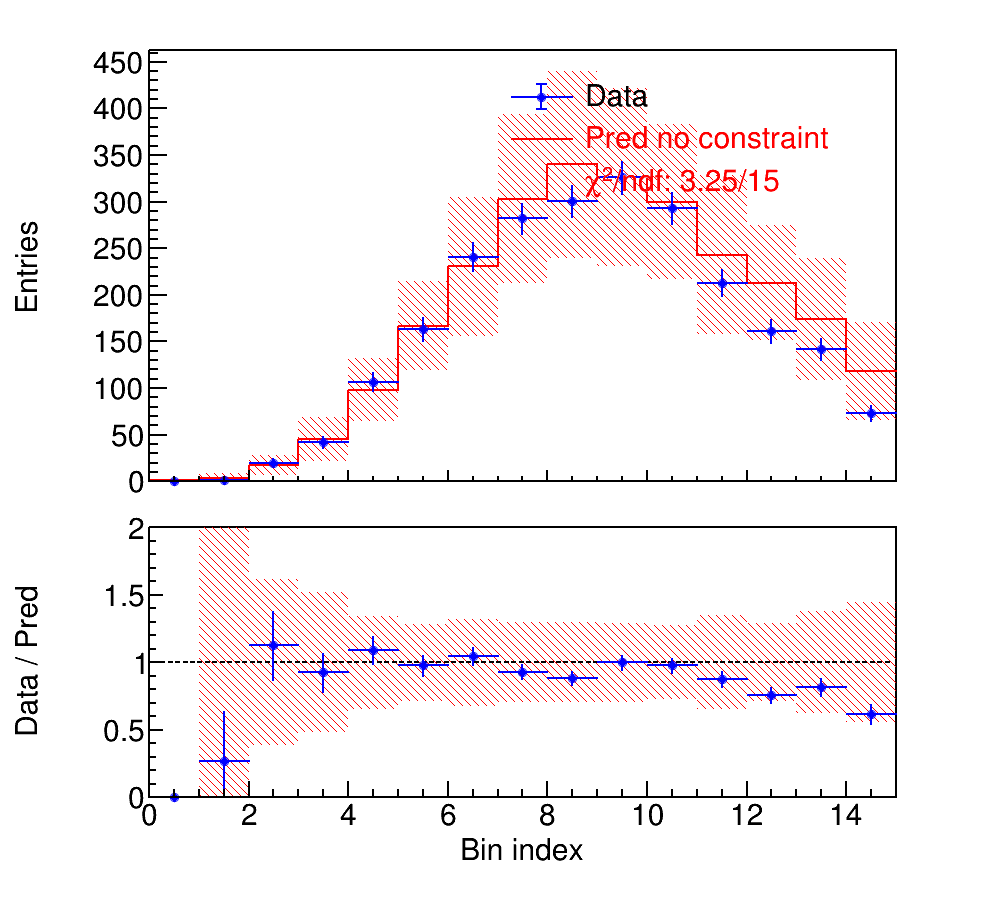 450
400
350
300
250
200
150
100
50
0
Entries
Data
Pred no constraint
χ²/ndf: 3.25/15
2
1.5
1
0.5
0
Data / Pred
0 2 4 6 8 10 12 14
Bin index